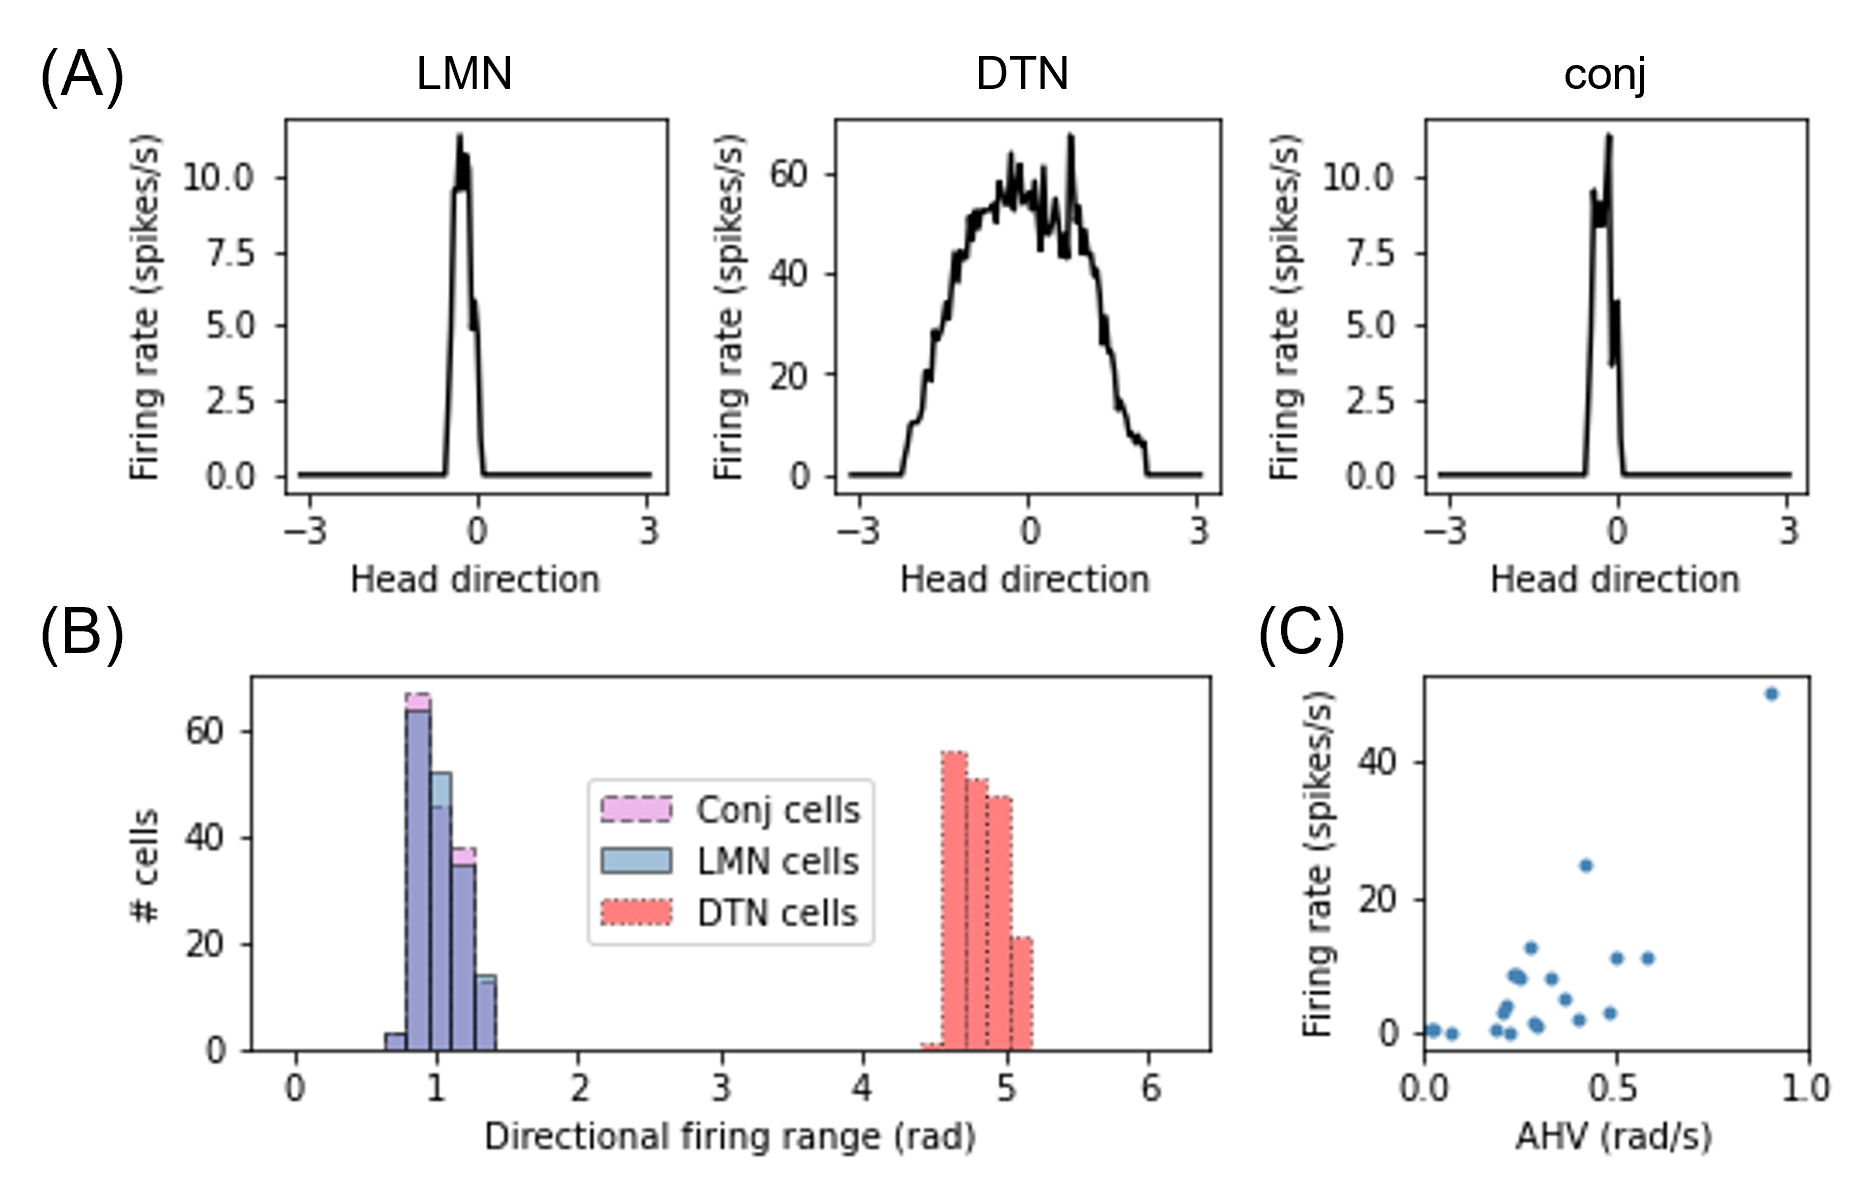 (A)
LMN
DTN
conj
Firing rate (spikes/s)
10.0
7.5
5.0
2.5
0.0
−3
0
3
Head direction
Firing rate (spikes/s)
60
40
20
0
−3
0
3
Head direction
Firing rate (spikes/s)
10.0
7.5
5.0
2.5
0.0
−3
0
3
Head direction
(B)
# cells
60
40
20
0
Conj cells
LMN cells
DTN cells
0
1
2
3
4
5
6
Directional firing range (rad)
(C)
Firing rate (spikes/s)
40
20
0
0.0
0.5
1.0
AHV (rad/s)